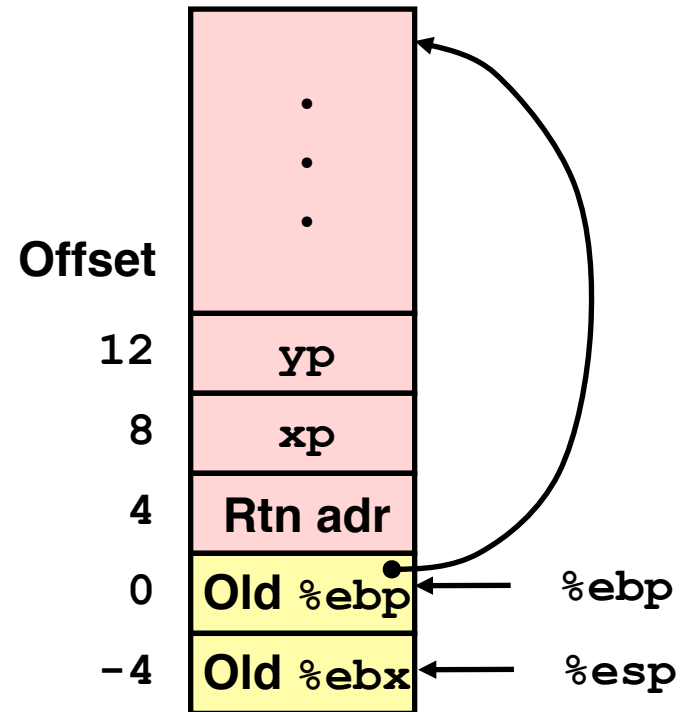 Offset
12 yp
8 xp
4 Rtn adr
0 Old %ebp %ebp
-4 Old %ebx %esp